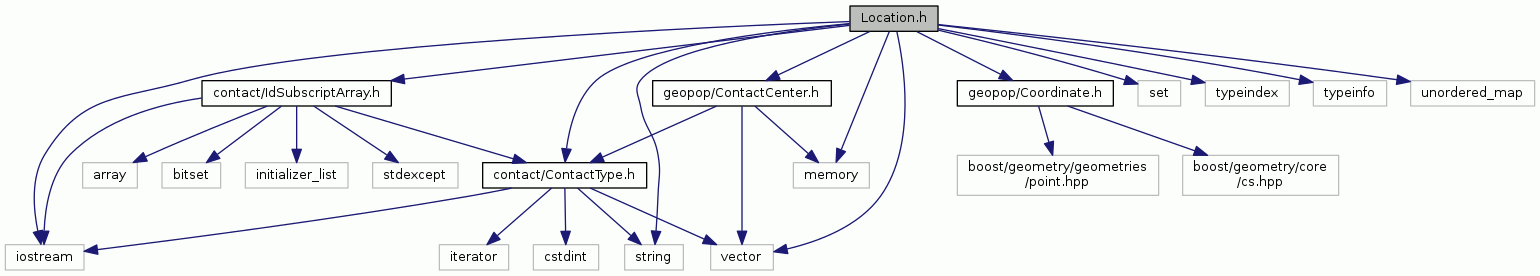 Location.h
contact/IdSubscriptArray.h
geopop/ContactCenter.h
geopop/Coordinate.h
set
typeindex
typeinfo
unordered_map
array
bitset
initializer_list
stdexcept
contact/ContactType.h
memory
boost/geometry/geometries
/point.hpp
boost/geometry/core
/cs.hpp
iostream
iterator
cstdint
string
vector